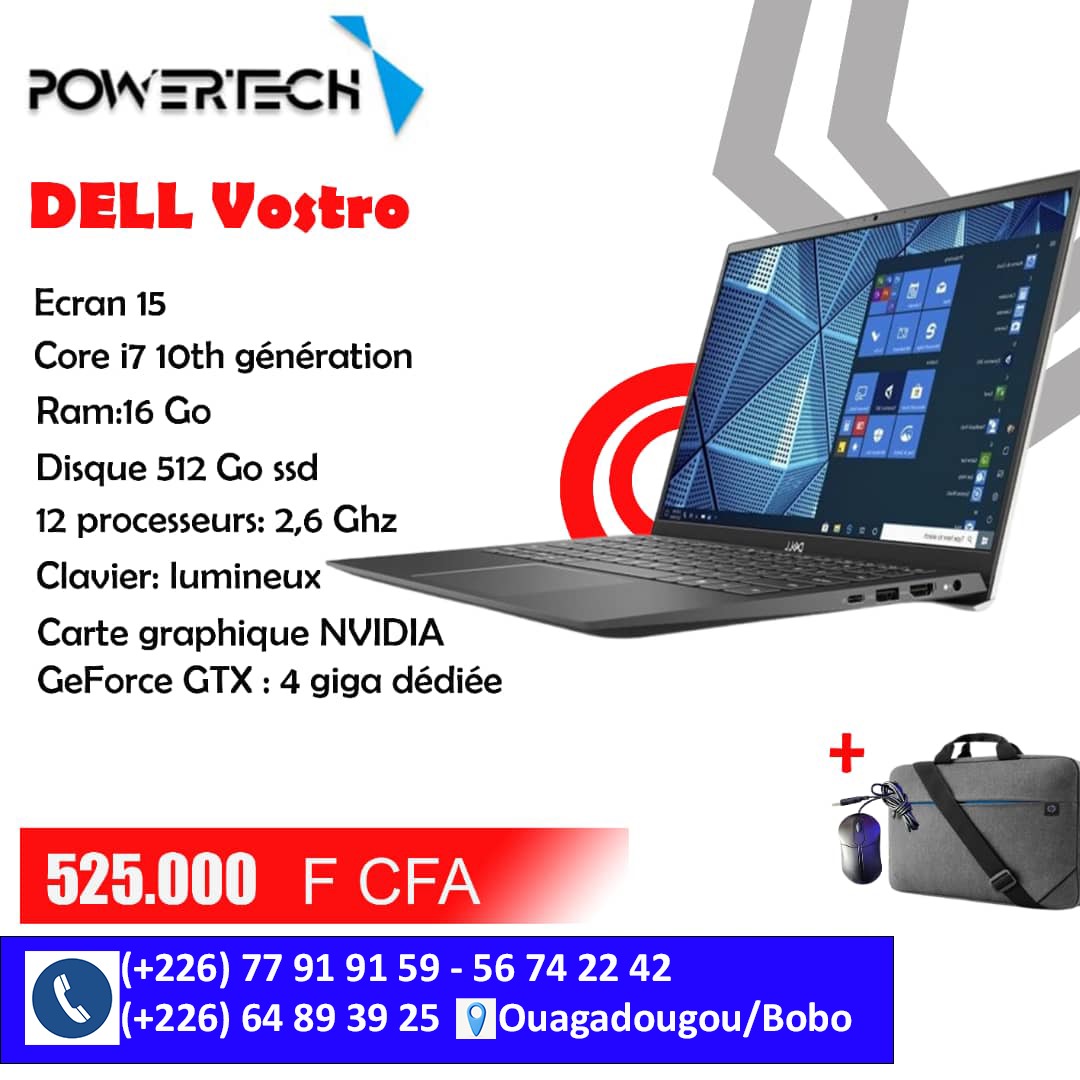 POWERTECH
DELL Vostro
Ecran 15
Core i7 10th génération
Ram:16 Go
Disque 512 Go ssd
12 processeurs: 2,6 Ghz
Clavier: lumineux
Carte graphique NVIDIA
GeForce GTX : 4 giga dédiée
DELL
+
525.000 F CFA
(+226) 77 91 91 59 - 56 74 22 42
(+226) 64 89 39 25 Ouagadougou/Bobo